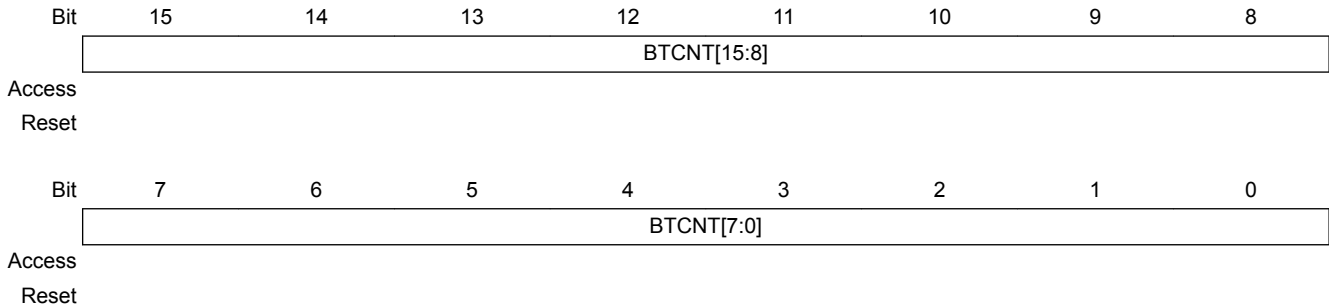 Bit 15 14 13 12 11 10 9 8
BTCNT[15:8]
Access
Reset
Bit 7 6 5 4 3 2 1 0
BTCNT[7:0]
Access
Reset